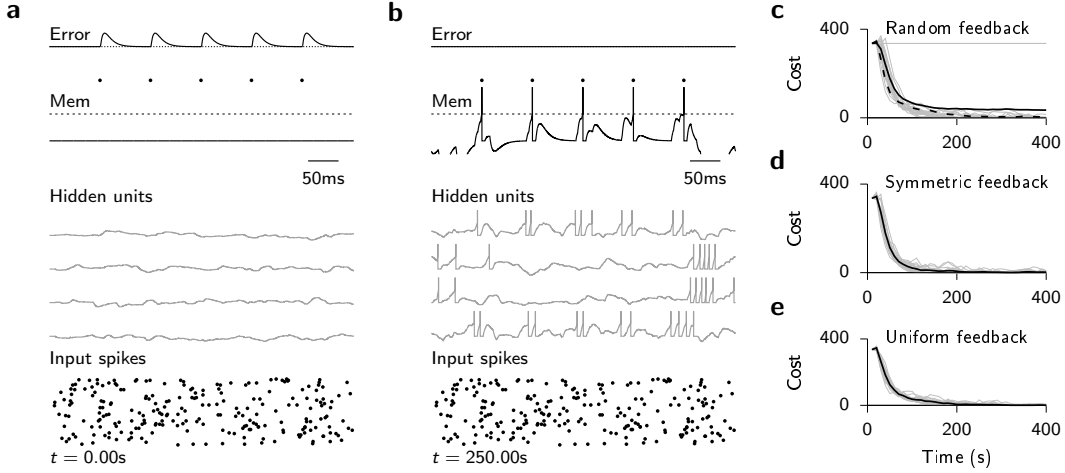 a
Error
Mem
50ms
Hidden units
Input spikes
t = 0.00s
b
Error
Mem
50ms
Hidden units
Input spikes
t = 250.00s
c
Random feedback
400
Cost
0
0 200 400
d
Symmetric feedback
400
Cost
0
0 200 400
e
Uniform feedback
400
Cost
0
0 200 400
Time (s)